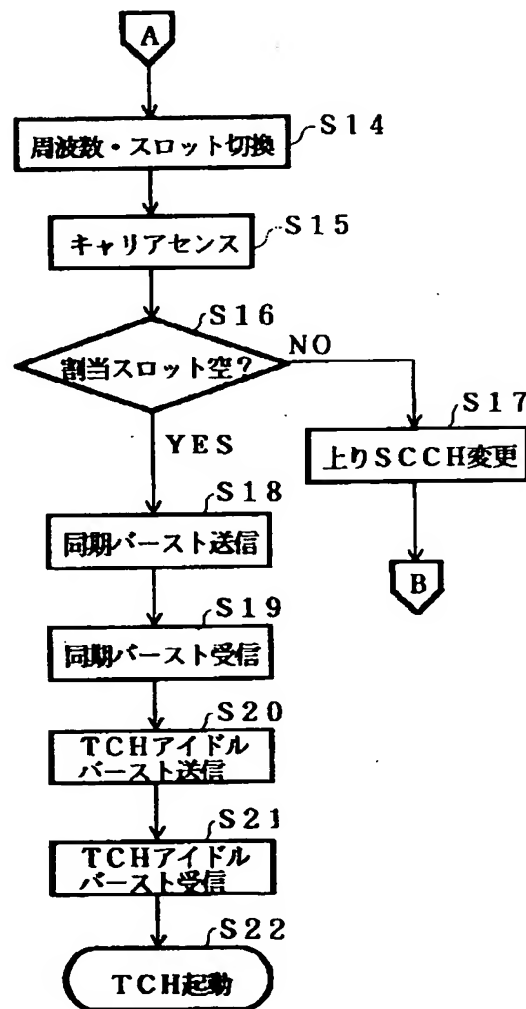 A
S14
周波数・スロット切換
S15
キャリアセンス
S16
割当スロット空？
NO
S17
上りSCCH変更
B
YES
S18
同期バースト送信
S19
同期バースト受信
S20
TCHアイドル
バースト送信
S21
TCHアイドル
バースト受信
S22
TCH起動